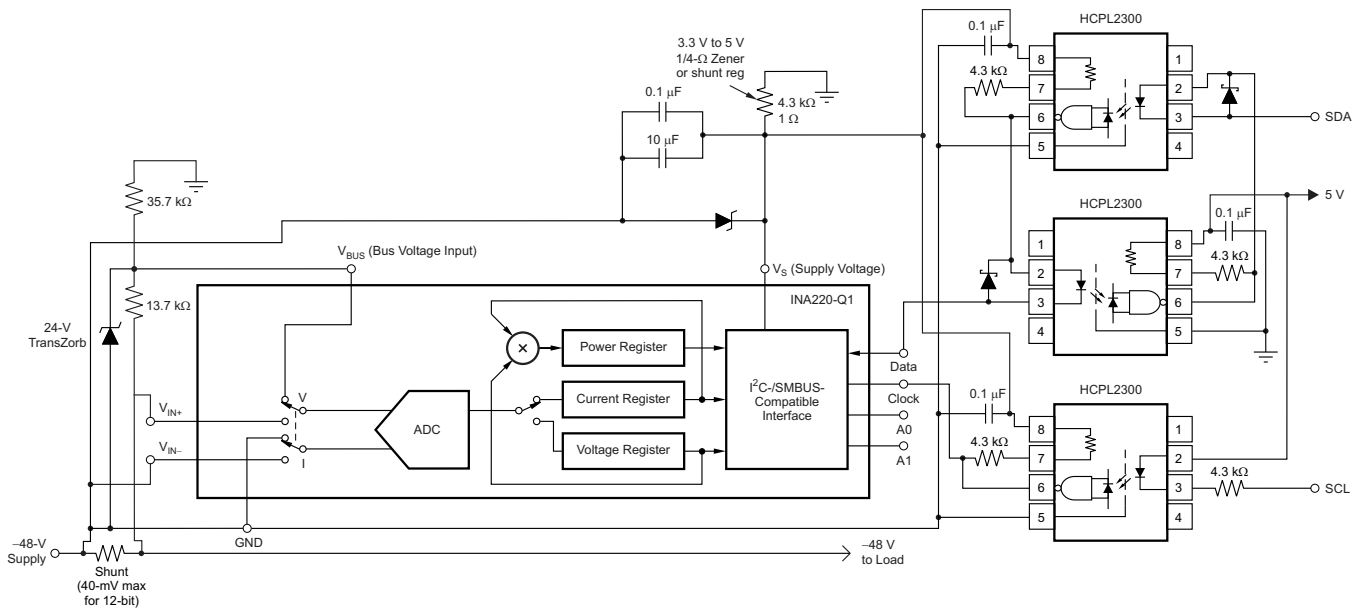 HCPL2300
0.1 μF
8
1
3.3 V to 5 V
1/4-Ω Zener
or shunt reg
4.3 kΩ
7
2
0.1 μF
4.3 kΩ
1 Ω
6
3
SDA
10 μF
5
4
35.7 kΩ
HCPL2300
5 V
0.1 μF
1
8
VBUS (Bus Voltage Input)
4.3 kΩ
2
7
VS (Supply Voltage)
13.7 kΩ
INA220-Q1
3
6
24-V
TransZorb
4
5
×
Power Register
Data
I2C-/SMBUS-
Compatible
Interface
HCPL2300
VIN+
V
ADC
Current Register
Clock
0.1 μF
A0
8
1
VIN–
I
Voltage Register
A1
4.3 kΩ
7
2
4.3 kΩ
6
3
SCL
5
4
GND
–48-V
Supply
–48 V
to Load
Shunt
(40-mV max
for 12-bit)